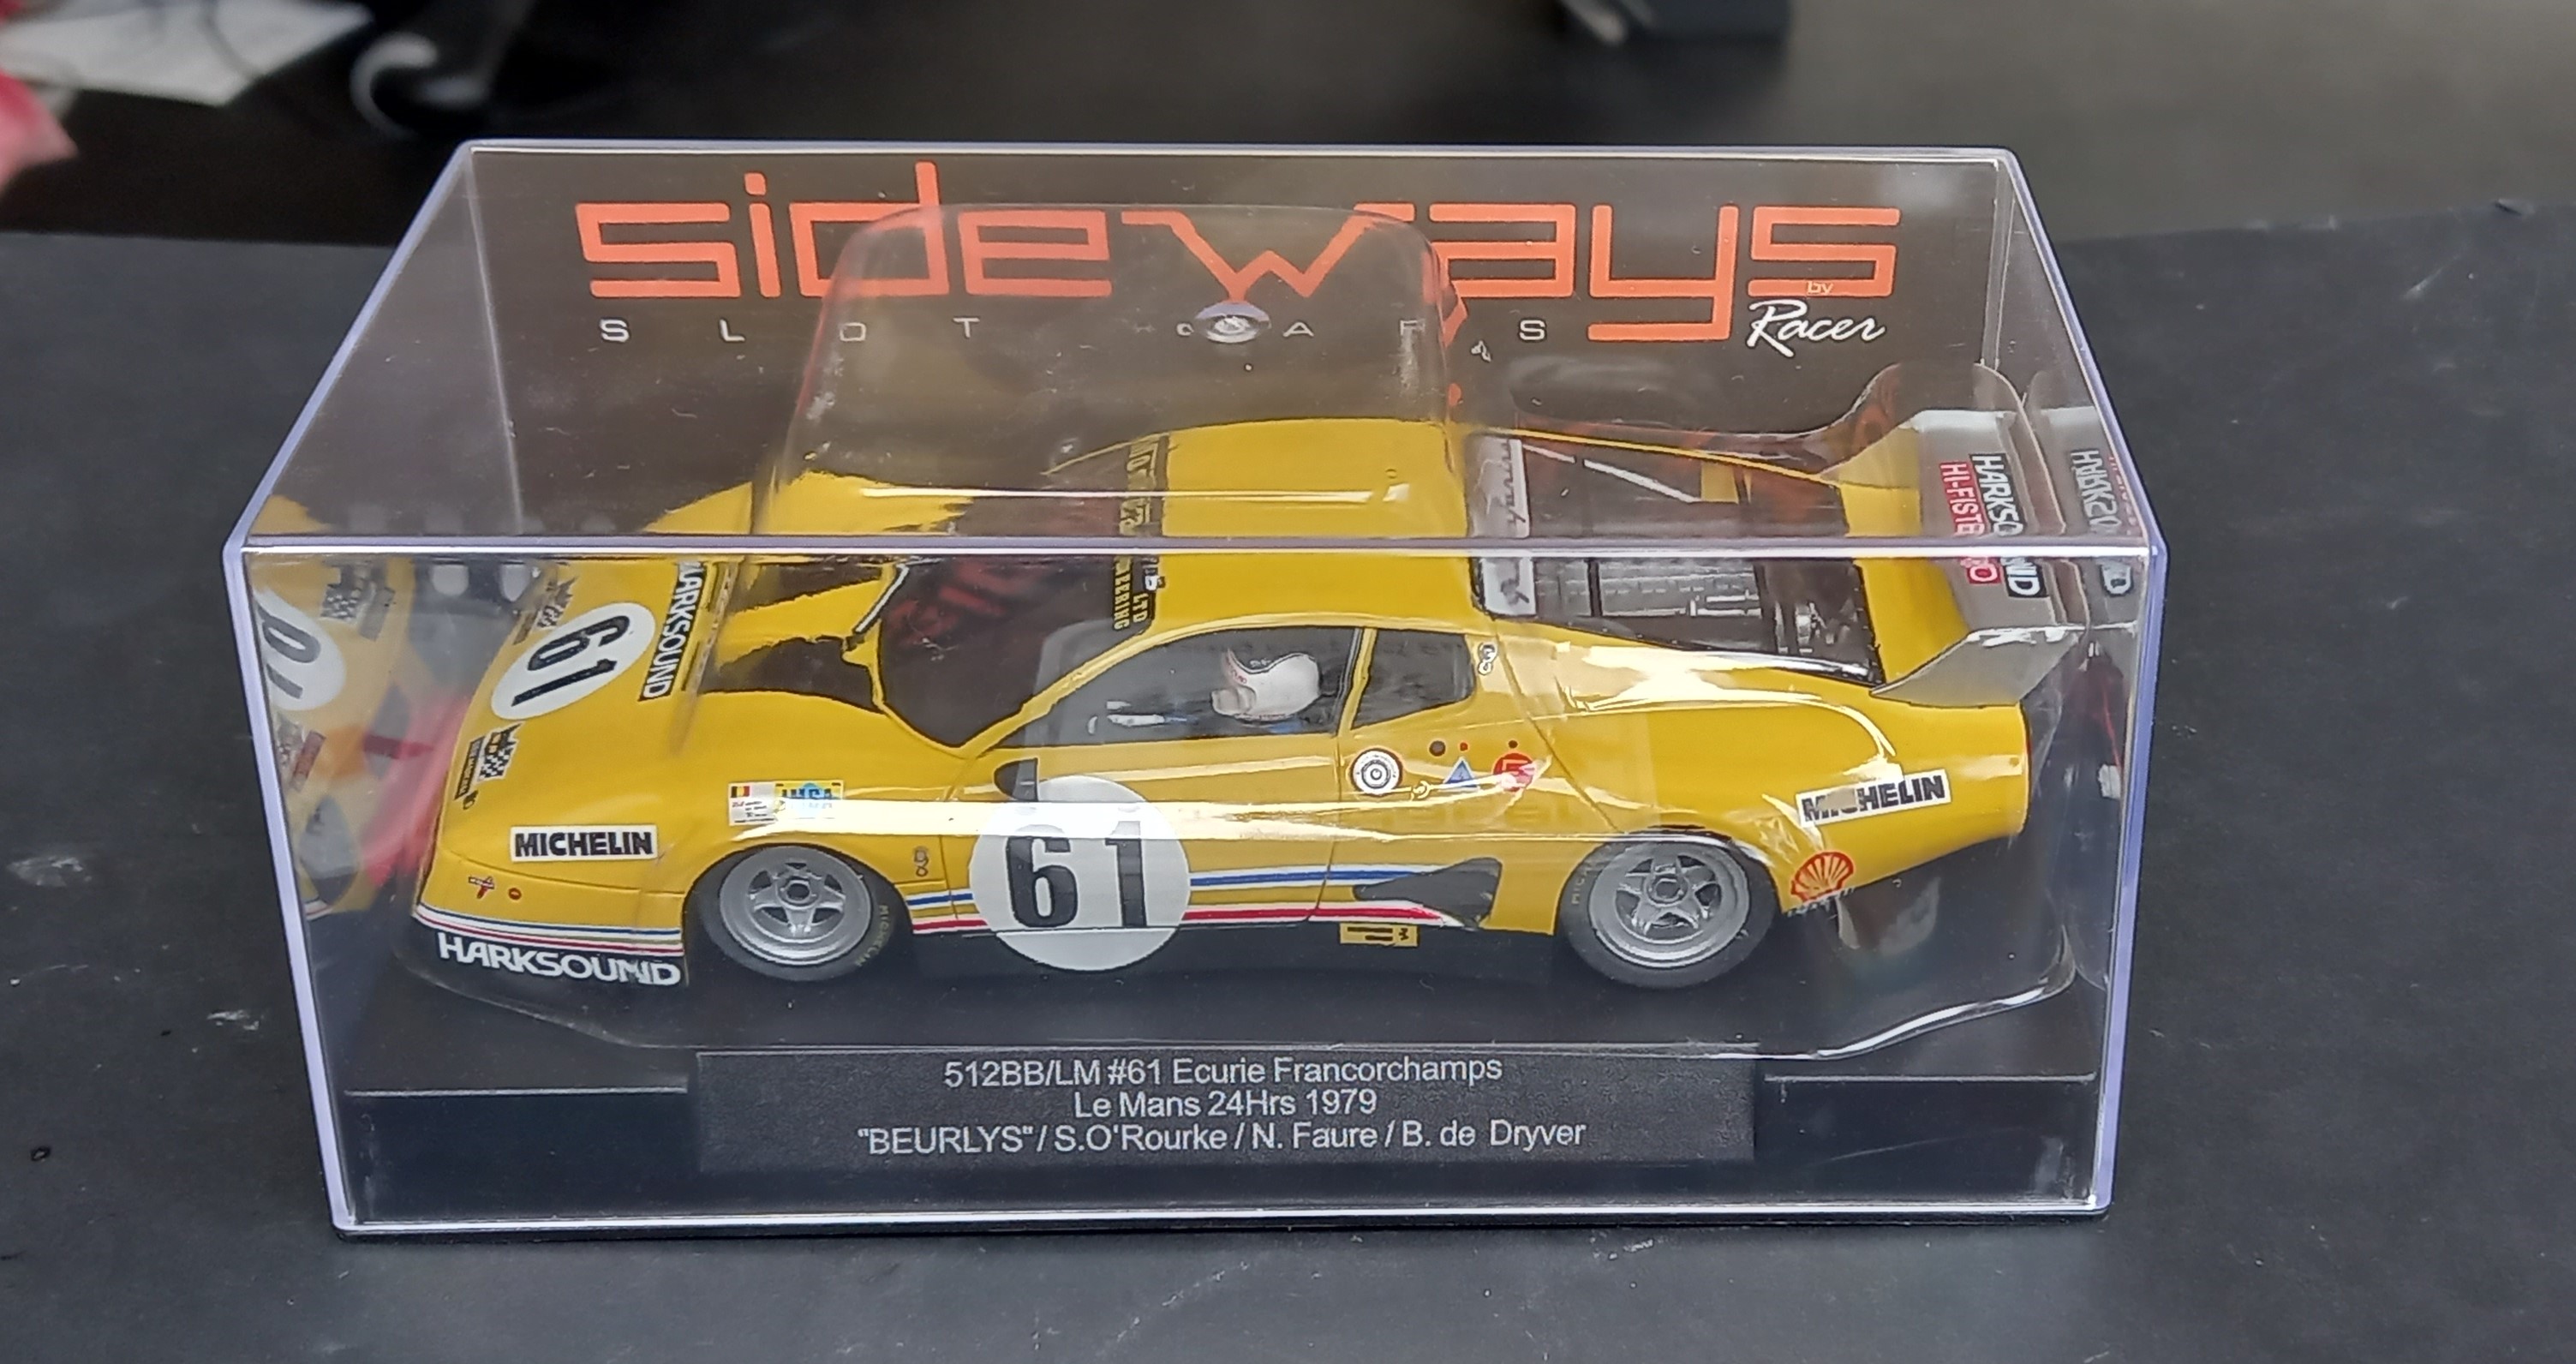 sideways
by
Racer
SLOT CARS
HARKSOUND
HI-FI STEREO
HARKSOUND
61
61
MICHELIN
MICHELIN
HARKSOUND
512BB/LM #61 Ecurie Francorchamps
Le Mans 24Hrs 1979
"BEURLYS" / S.O'Rourke / N. Faure / B. de Dryver